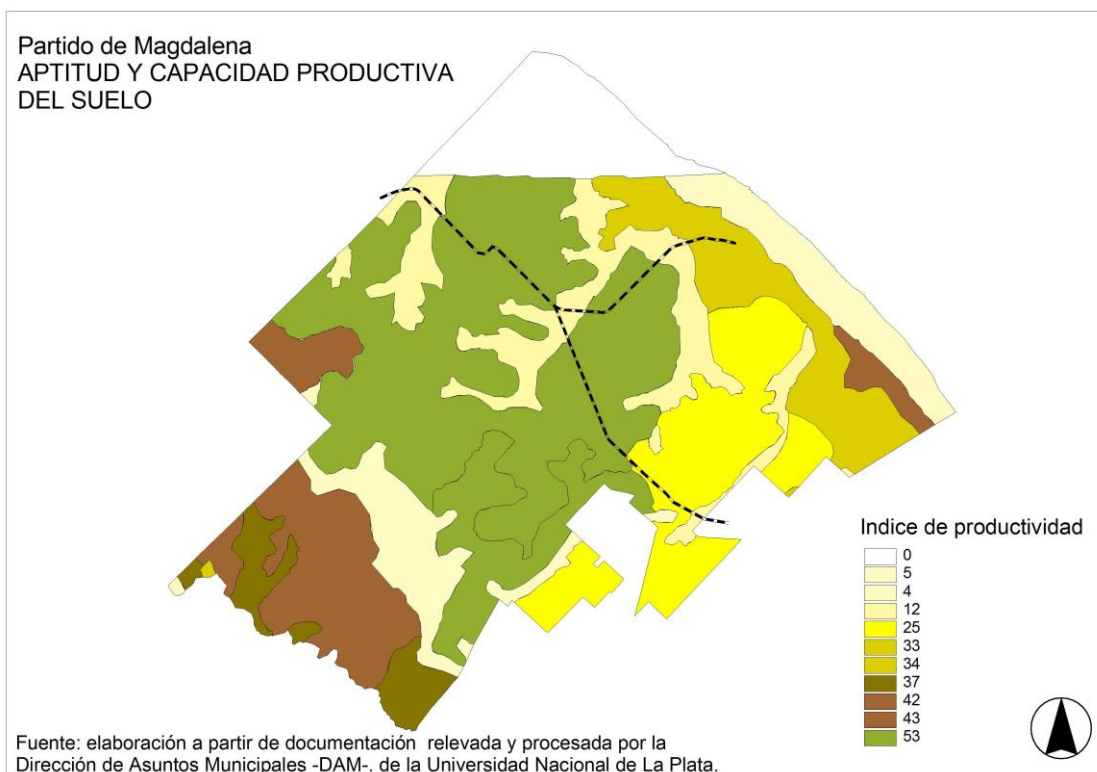 Partido de Magdalena
APTITUD Y CAPACIDAD PRODUCTIVA
DEL SUELO
Indice de productividad
0
5
4
12
25
33
34
37
42
43
53
Fuente: elaboración a partir de documentación relevada y procesada por la
Dirección de Asuntos Municipales -DAM-. de la Universidad Nacional de La Plata.